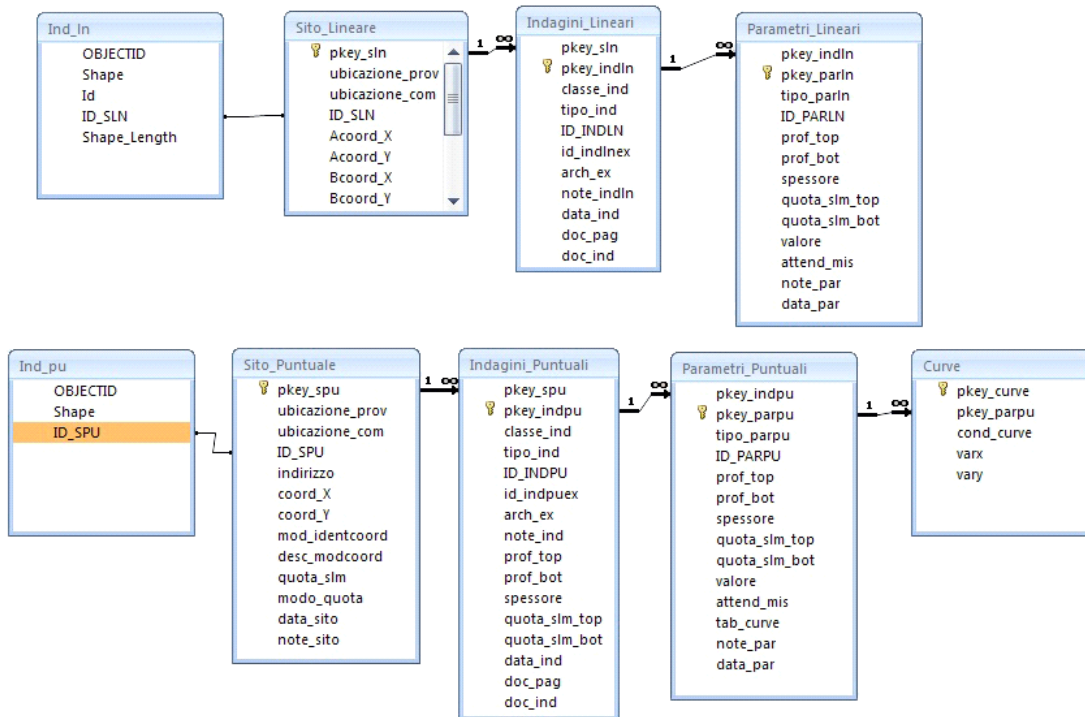 Ind_ln
OBJECTID
Shape
Id
ID_SLN
Shape_Length
Sito_Lineare
pkey_sln
ubicazione_prov
ubicazione_com
ID_SLN
Acoord_X
Acoord_Y
Bcoord_X
Bcoord_Y
1 ∞
Indagini_Lineari
pkey_sln
pkey_indln
classe_ind
tipo_ind
ID_INDLN
id_indlnex
arch_ex
note_indln
data_ind
doc_pag
doc_ind
1 ∞
Parametri_Lineari
pkey_indln
pkey_parln
tipo_parln
ID_PARLN
prof_top
prof_bot
spessore
quota_slm_top
quota_slm_bot
valore
attend_mis
note_par
data_par
Ind_pu
OBJECTID
Shape
ID_SPU
Sito_Puntuale
pkey_spu
ubicazione_prov
ubicazione_com
ID_SPU
indirizzo
coord_X
coord_Y
mod_identcoord
desc_modcoord
quota_slm
modo_quota
data_sito
note_sito
1 ∞
Indagini_Puntuali
pkey_spu
pkey_indpu
classe_ind
tipo_ind
ID_INDPU
id_indpuex
arch_ex
note_ind
prof_top
prof_bot
spessore
quota_slm_top
quota_slm_bot
data_ind
doc_pag
doc_ind
1 ∞
Parametri_Puntuali
pkey_indpu
pkey_parpu
tipo_parpu
ID_PARPU
prof_top
prof_bot
spessore
quota_slm_top
quota_slm_bot
valore
attend_mis
tab_curve
note_par
data_par
1 ∞
Curve
pkey_curve
pkey_parpu
cond_curve
varx
vary